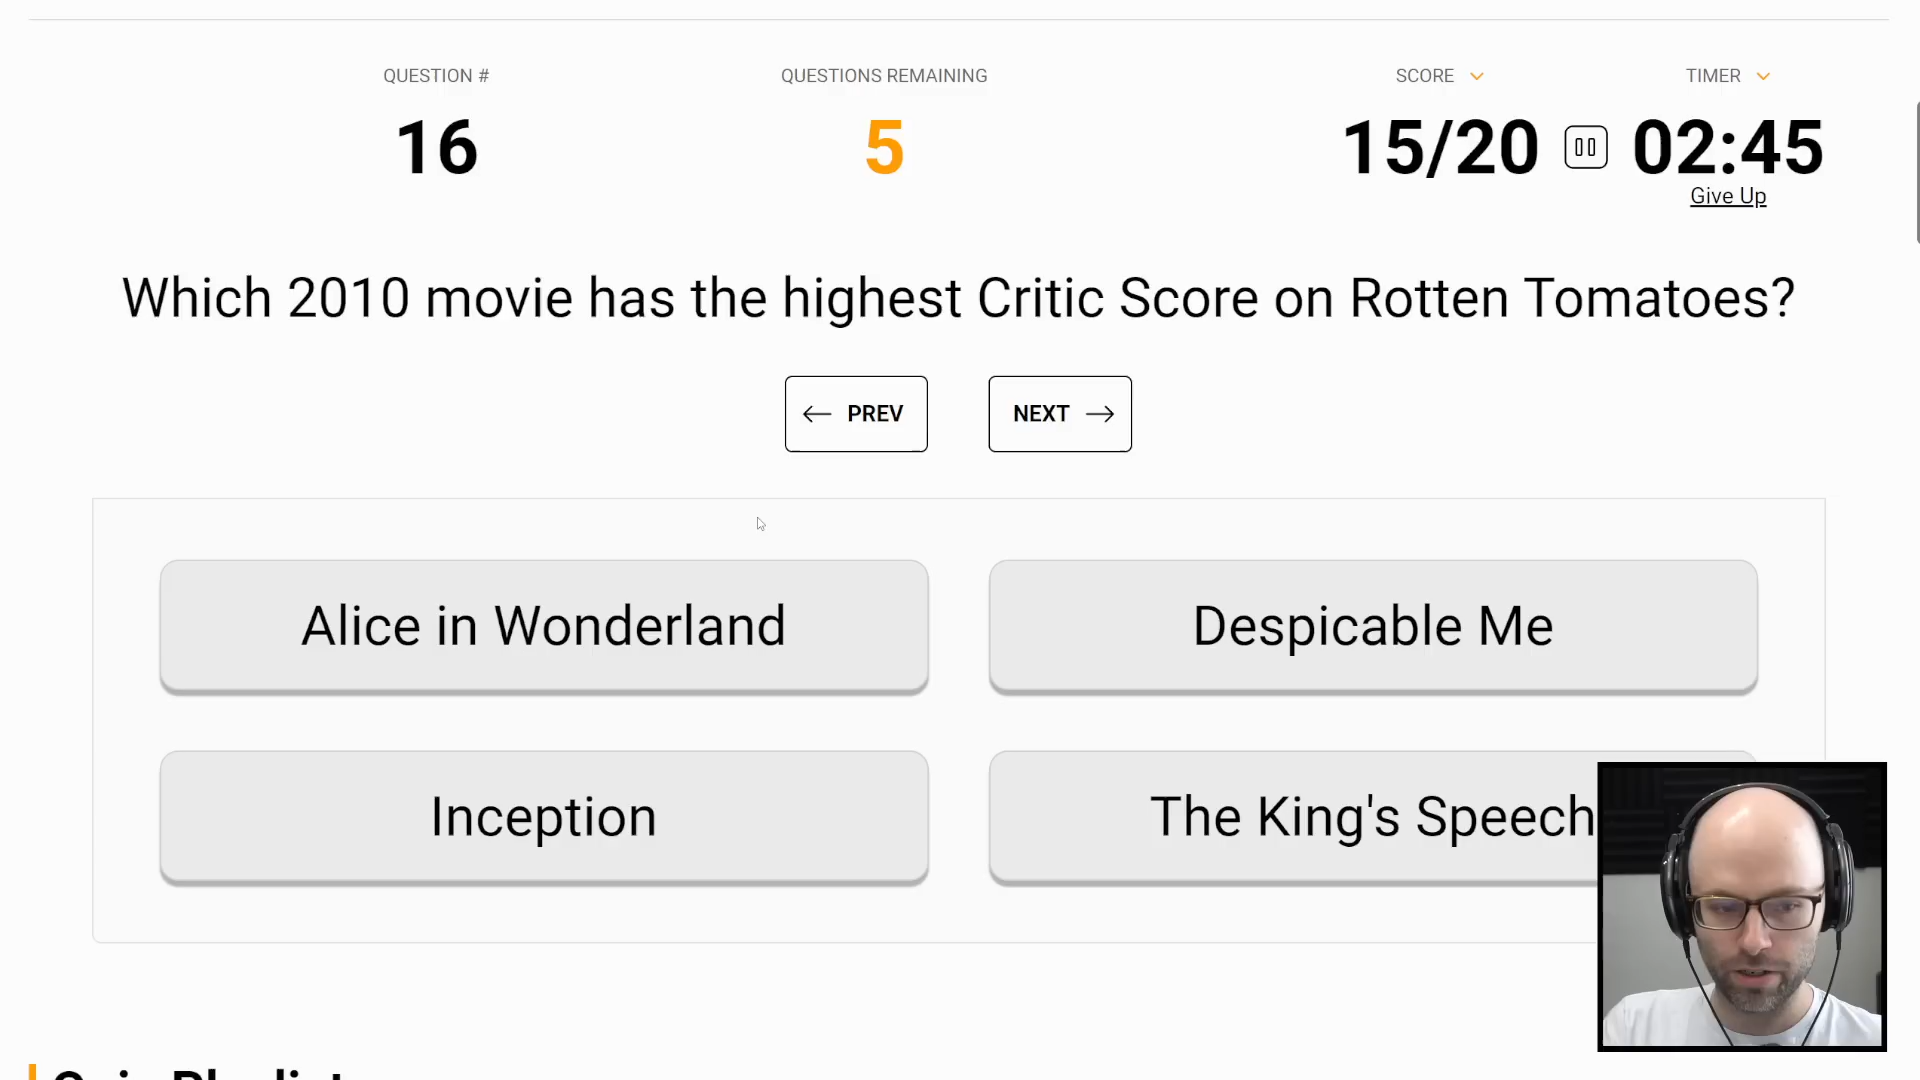 QUESTION #
QUESTIONS REMAINING
SCORE
TIMER
16
5
15/20
02:45
Give Up
Which 2010 movie has the highest Critic Score on Rotten Tomatoes?
PREV
NEXT
Alice in Wonderland
Despicable Me
Inception
The King's Speech